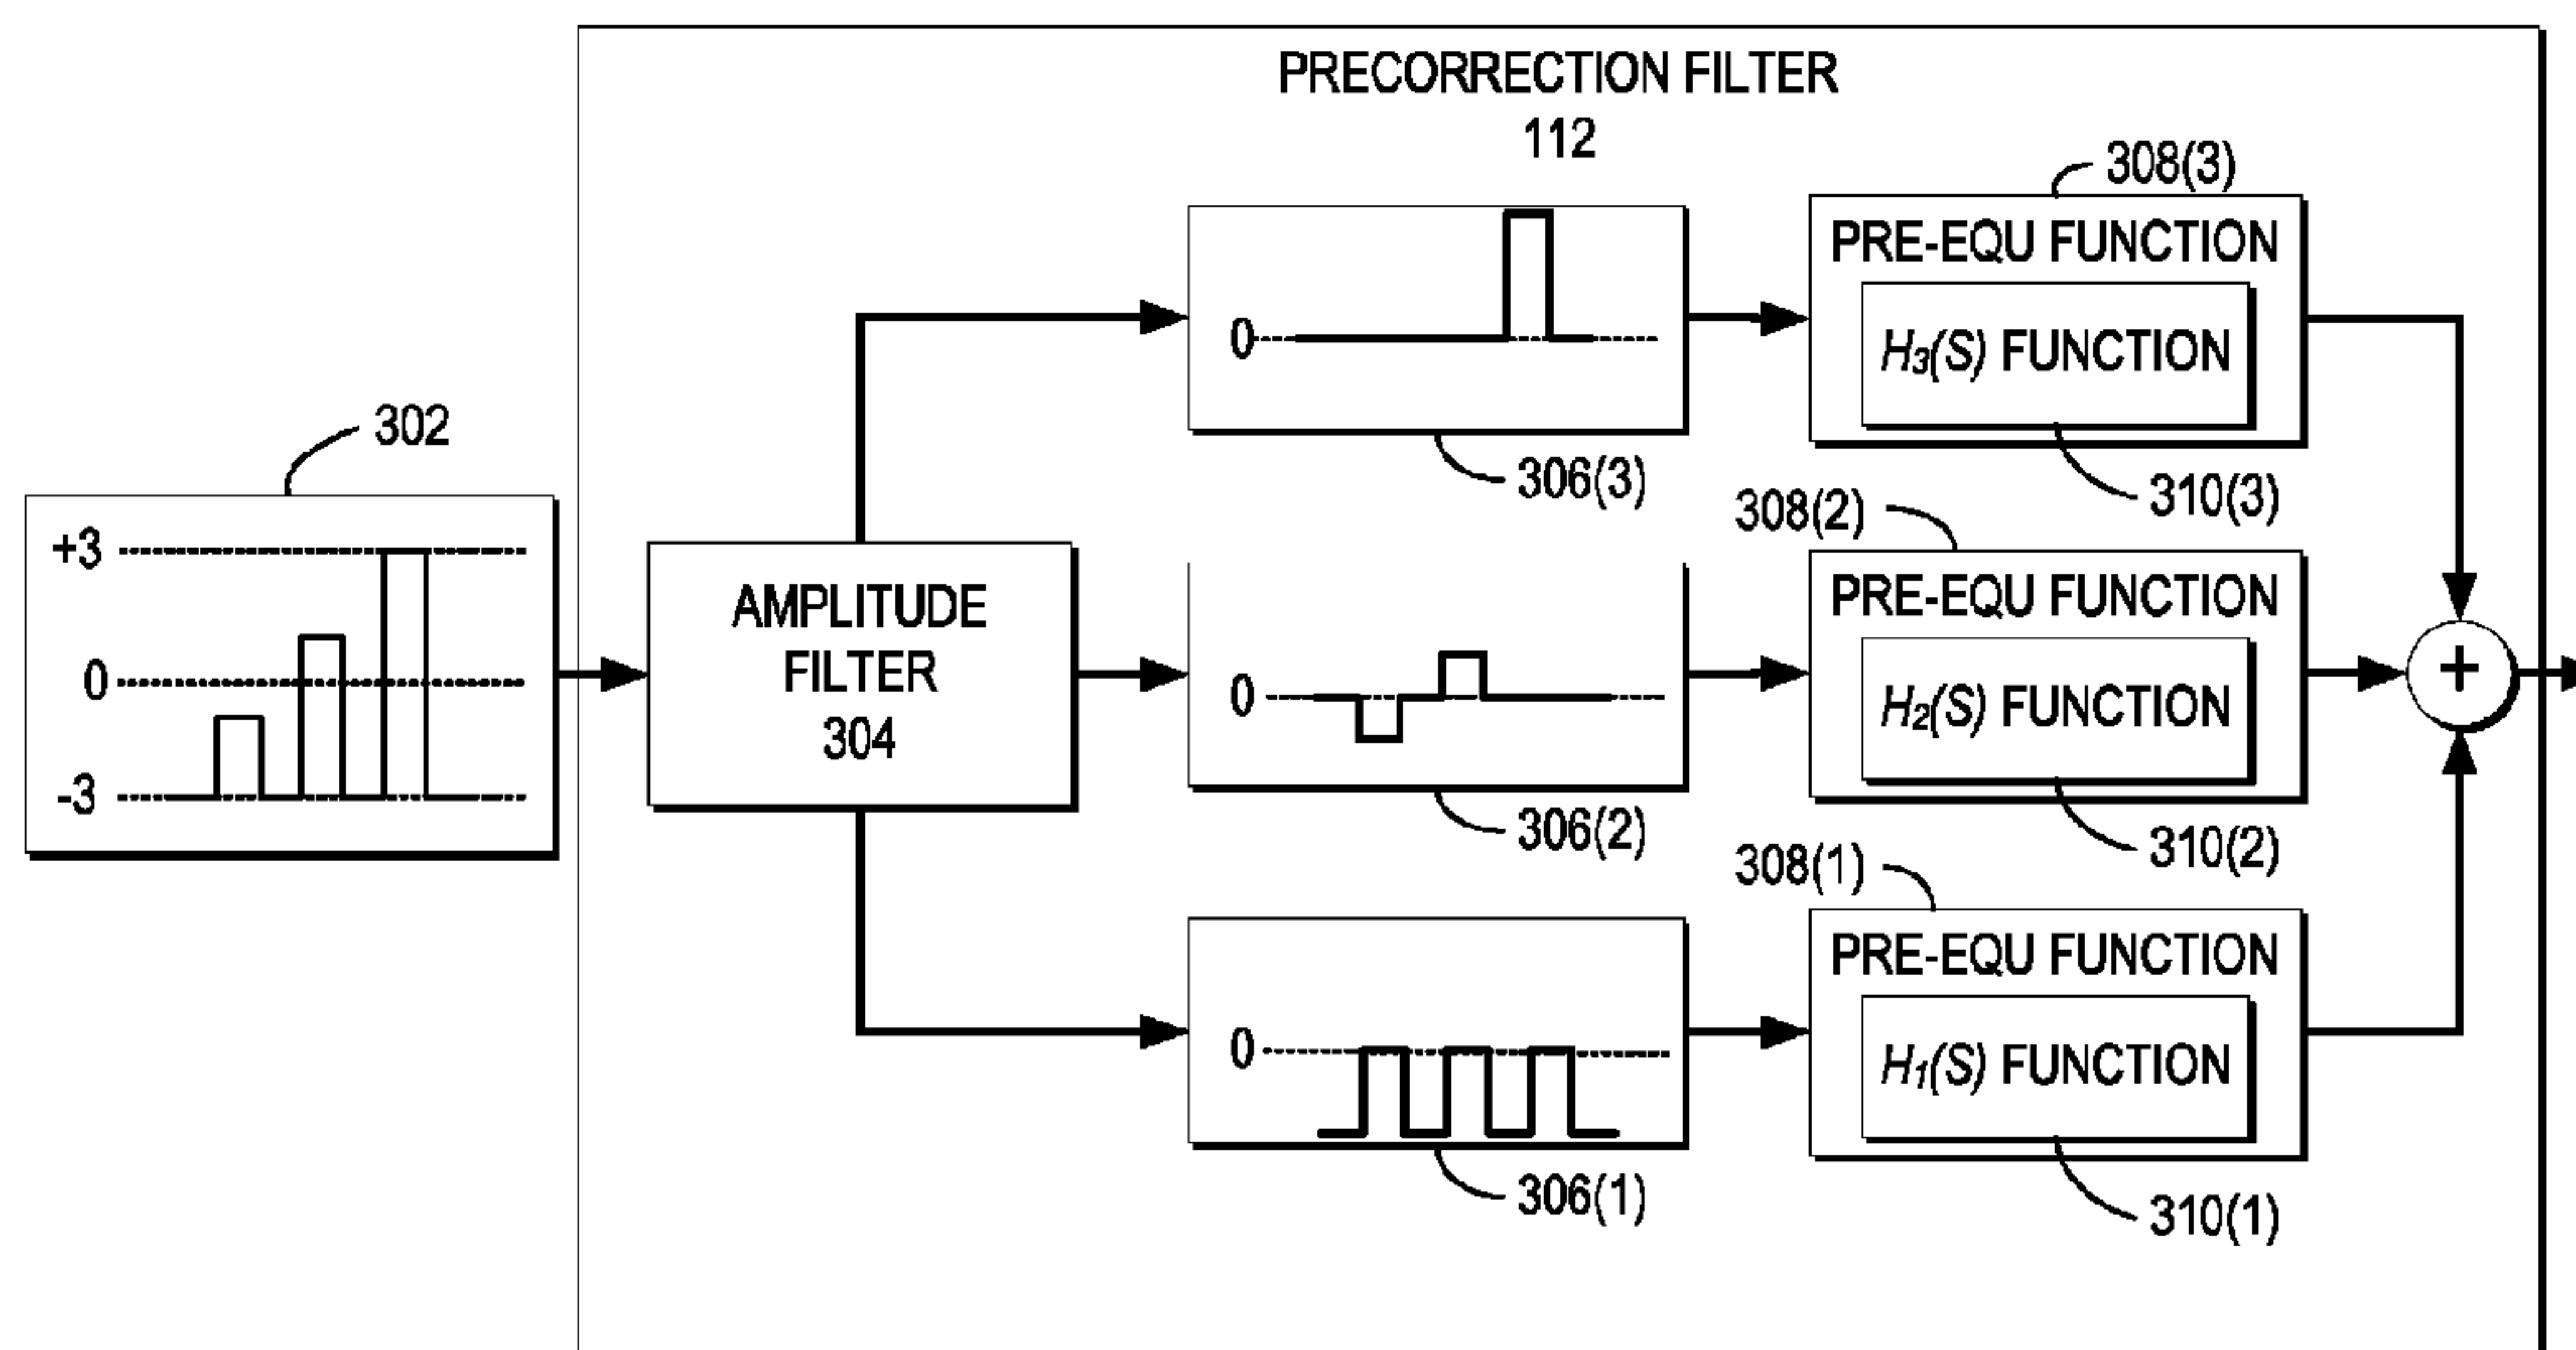 PRECORRECTION FILTER
112
308(3)
PRE-EQU FUNCTION
H3(S) FUNCTION
310(3)
0
306(3)
302
+3
0
-3
AMPLITUDE
FILTER
304
308(2)
PRE-EQU FUNCTION
H2(S) FUNCTION
310(2)
0
306(2)
+
308(1)
PRE-EQU FUNCTION
H1(S) FUNCTION
310(1)
0
306(1)